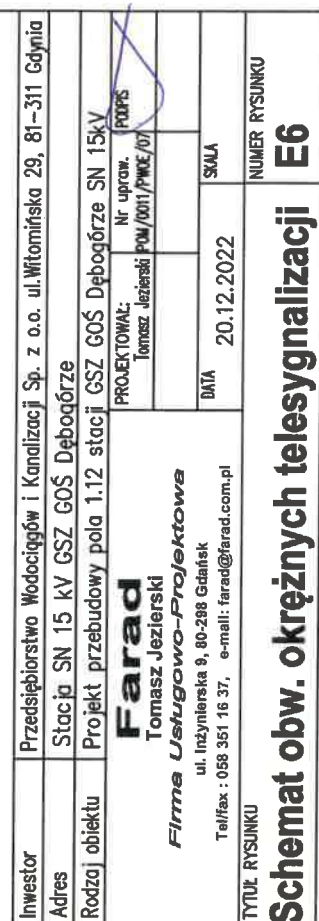 Inwestor Przedsiębiorstwo Wodociągów i Kanalizacji Sp. z o.o. ul.Witomińska 29, 81-311 Gdynia
Adres Stacja SN 15 kV GSZ GOŚ Dębogórze
Rodzaj obiektu Projekt przebudowy pola 1.12 stacji GSZ GOŚ Dębogórze SN 15kV
Farad
Tomasz Jezierski
Firma Usługowo-Projektowa
ul. Inżynierska 9, 80-298 Gdańsk
Tel/fax : 058 351 16 37, e-mail: farad@farad.com.pl
PROJEKTOWAŁ: Nr upraw. PODPIS
Tomasz Jezierski POM/0011/PWOE/07
DATA SKALA
20.12.2022
TYTUŁ RYSUNKU NUMER RYSUNKU
Schemat obw. okrężnych telesygnalizacji E6